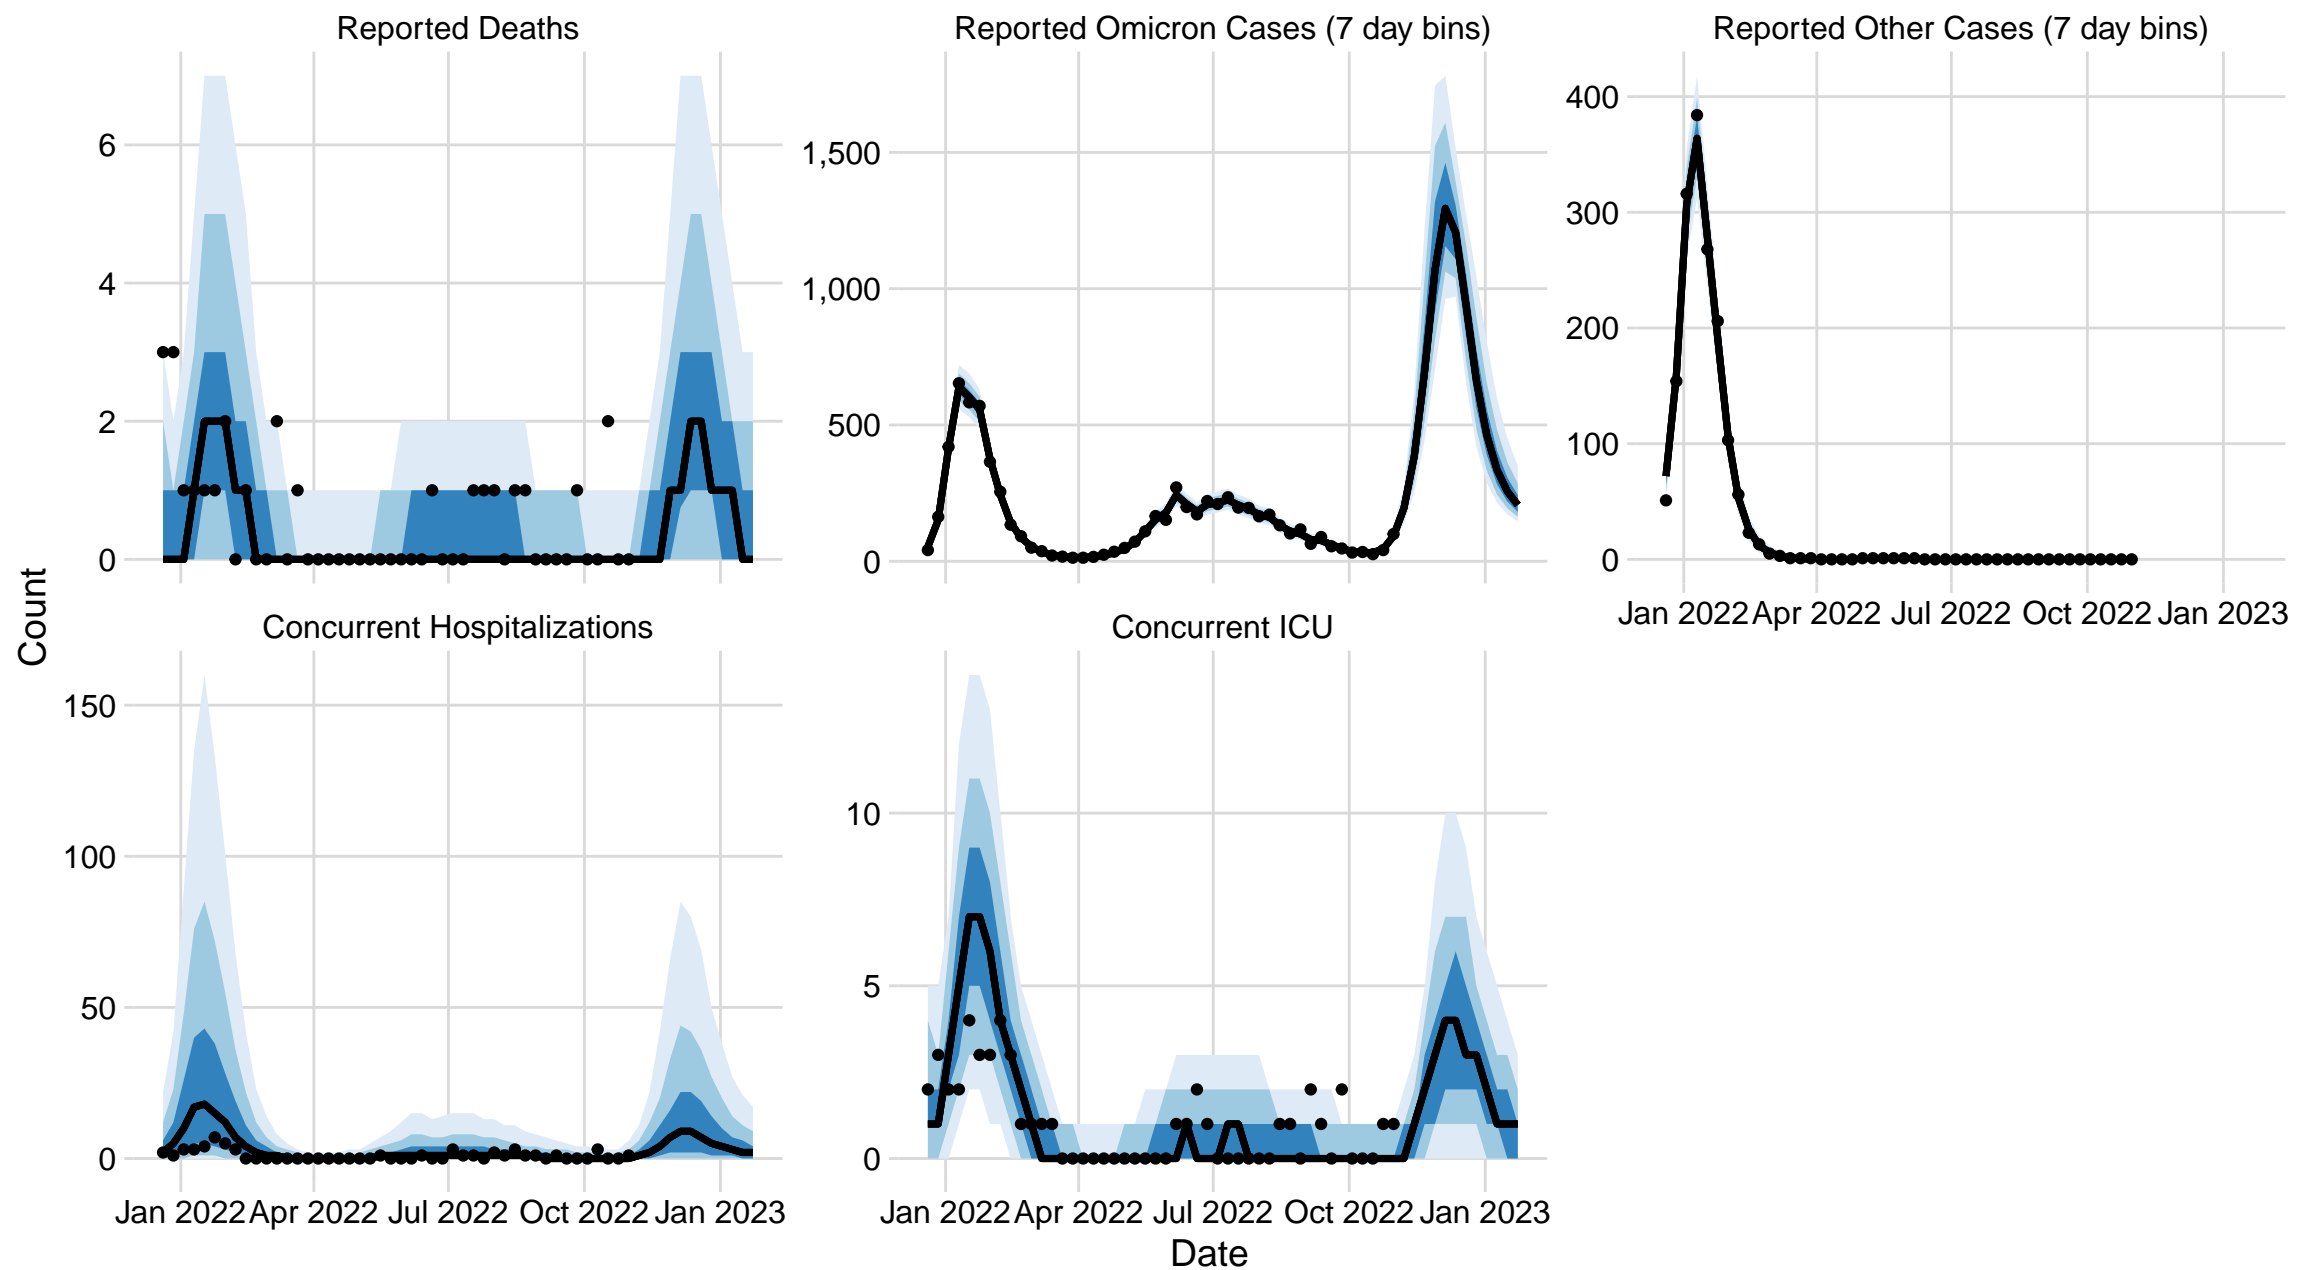 Reported Deaths
Reported Omicron Cases (7 day bins)
Reported Other Cases (7 day bins)
6
4
2
0
1,500
1,000
500
0
400
300
200
100
0
Jan 2022 Apr 2022 Jul 2022 Oct 2022 Jan 2023
Count
Concurrent Hospitalizations
Concurrent ICU
150
100
50
0
10
5
0
Jan 2022 Apr 2022 Jul 2022 Oct 2022 Jan 2023
Jan 2022 Apr 2022 Jul 2022 Oct 2022 Jan 2023
Date